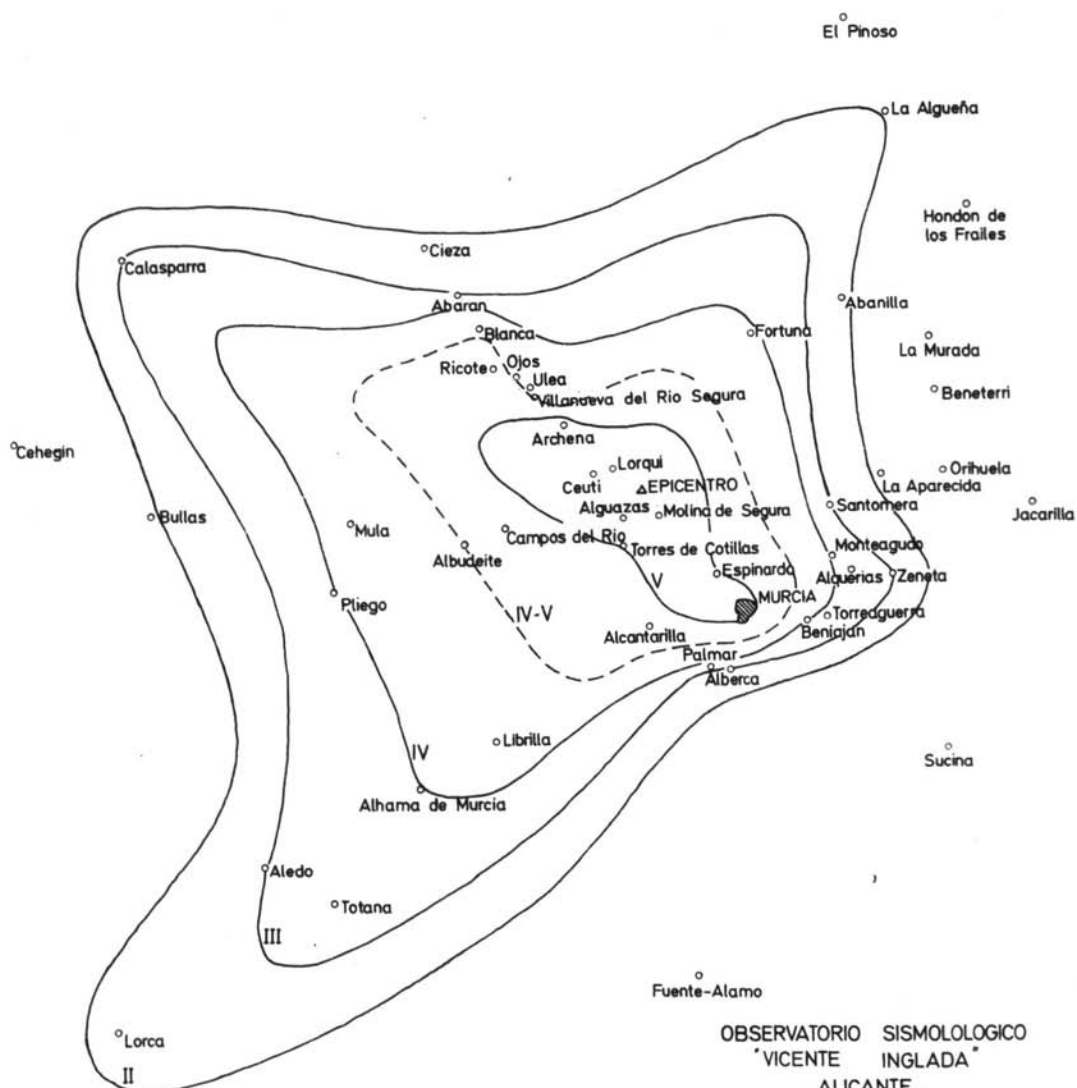 El Pinoso
La Algueña
Hondon de
los Frailes
Cieza
Calasparra
Abaran
Abanilla
Blanca
Fortuna
La Murada
Ricote
Ojos
Ulea
Beneterri
Villanueva del Rio Segura
Archena
Cehegin
Lorqui
Orihuela
Ceuti
EPICENTRO
La Aparecida
Alguazas
Molina de Segura
Santomera
Jacarilla
Bullas
Mula
Campos del Rio
Torres de Cotillas
Monteagudo
Albudeite
Espinardo
Alquerias
Zeneta
V
MURCIA
Pliego
IV-V
Torreaguerra
Beniajan
Alcantarilla
Palmar
Alberca
IV
Librilla
Sucina
Alhama de Murcia
Aledo
Totana
III
Fuente-Alamo
Lorca
II
OBSERVATORIO SISMOLOLOGICO
"VICENTE INGLADA"
ALICANTE